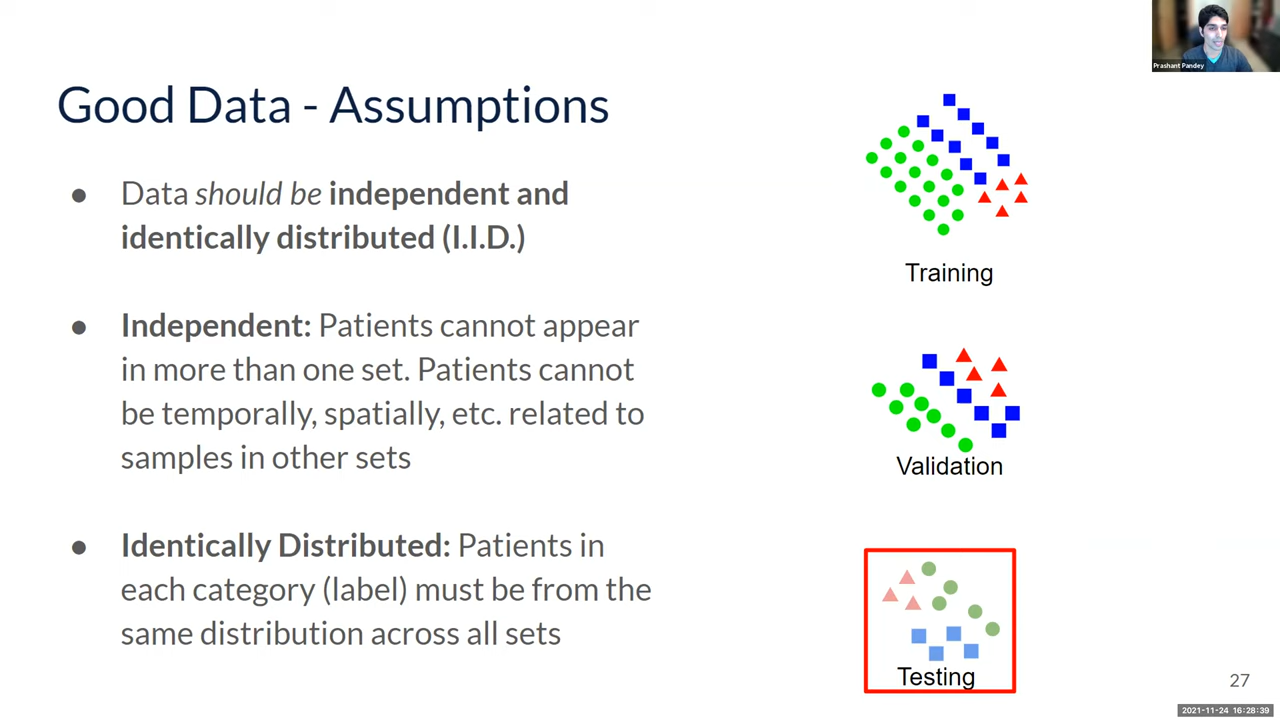 Prashant Pandey
Good Data - Assumptions
● Data should be independent and
identically distributed (I.I.D.)
● Independent: Patients cannot appear
in more than one set. Patients cannot
be temporally, spatially, etc. related to
samples in other sets
● Identically Distributed: Patients in
each category (label) must be from the
same distribution across all sets
Training
Validation
Testing
27
2021-11-24 16:28:39